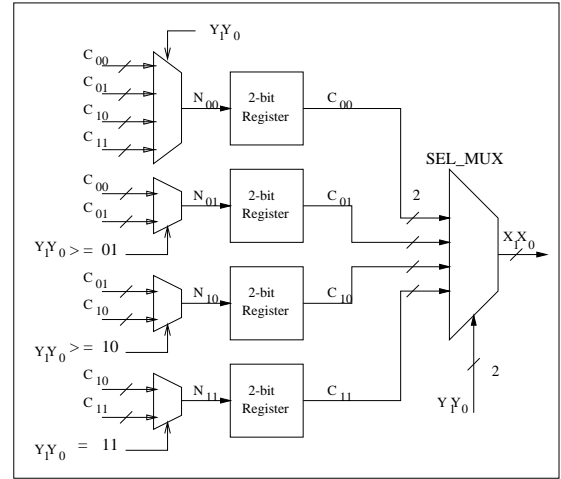 Y1Y0
C00
C01
C10
C11
N00
2-bit
Register
C00
SEL_MUX
C00
C01
N01
2-bit
Register
C01
2
X1X0
Y1Y0 >= 01
C01
C10
N10
2-bit
Register
C10
Y1Y0 >= 10
2
Y1Y0
C10
C11
N11
2-bit
Register
C11
Y1Y0 = 11